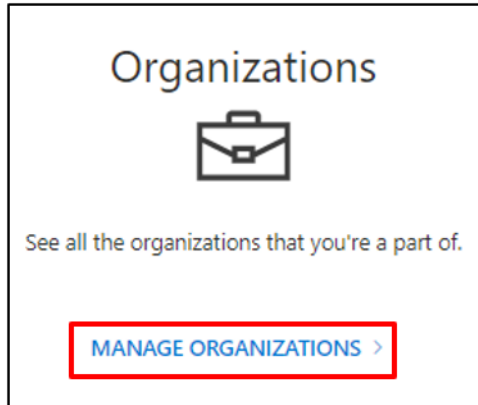 Organizations
See all the organizations that you're a part of.
MANAGE ORGANIZATIONS >